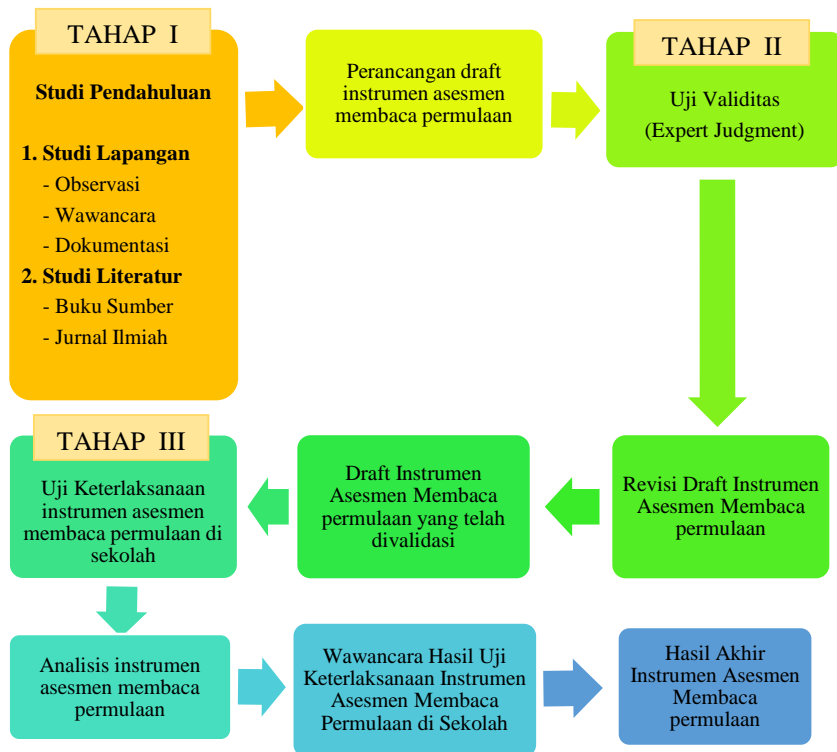 TAHAP I
Studi Pendahuluan
1. Studi Lapangan
- Observasi
- Wawancara
- Dokumentasi
2. Studi Literatur
- Buku Sumber
- Jurnal Ilmiah
Perancangan draft
instrumen asesmen
membaca permulaan
TAHAP II
Uji Validitas
(Expert Judgment)
Revisi Draft Instrumen
Asesmen Membaca
permulaan
Draft Instrumen
Asesmen Membaca
permulaan yang telah
divalidasi
TAHAP III
Uji Keterlaksanaan
instrumen asesmen
membaca permulaan di
sekolah
Analisis instrumen
asesmen membaca
permulaan
Wawancara Hasil Uji
Keterlaksanaan Instrumen
Asesmen Membaca
Permulaan di Sekolah
Hasil Akhir
Instrumen Asesmen
Membaca
permulaan